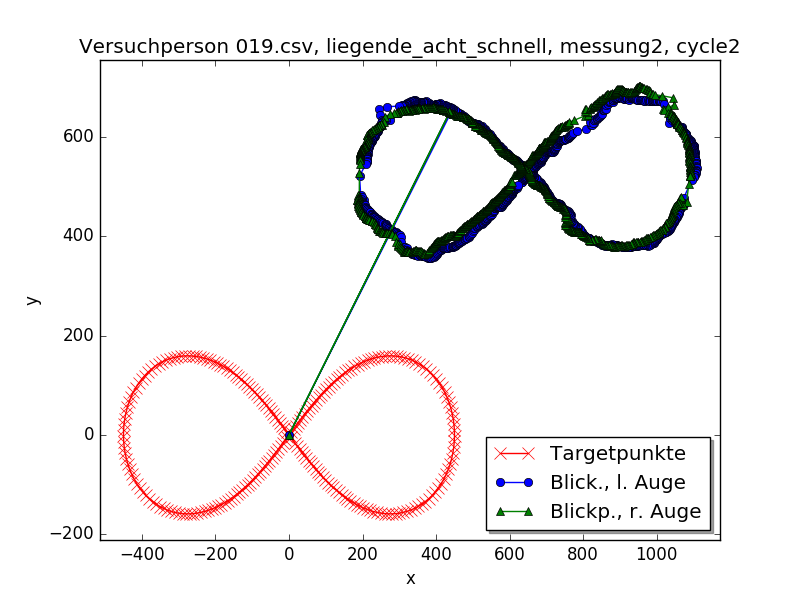 Versuchperson 019.csv, liegende_acht_schnell, messung2, cycle2
600
400
200
0
−200
y
−400
−200
0
200
400
600
800
1000
x
Targetpunkte
Blick., l. Auge
Blickp., r. Auge